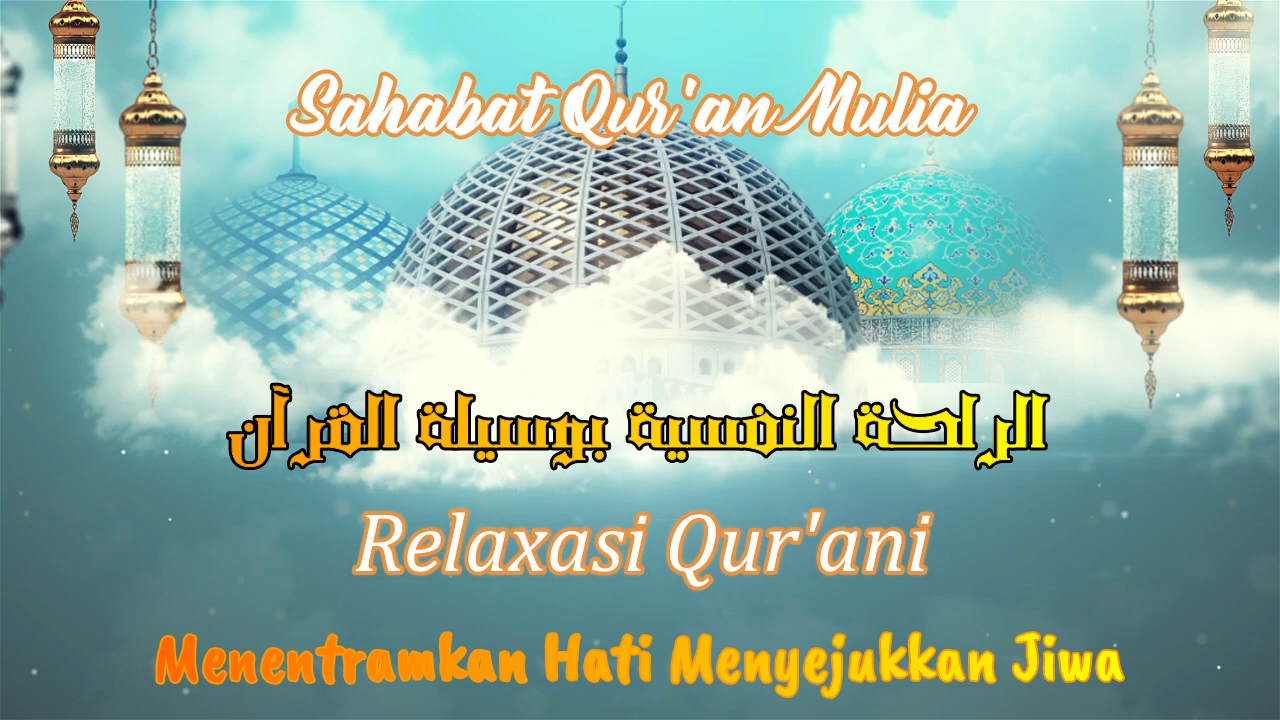 Sahabat Qur'an Mulia
الراحة النفسية بوسيلة القرآن
Relaxasi Qur'ani
Menentramkan Hati Menyejukkan Jiwa